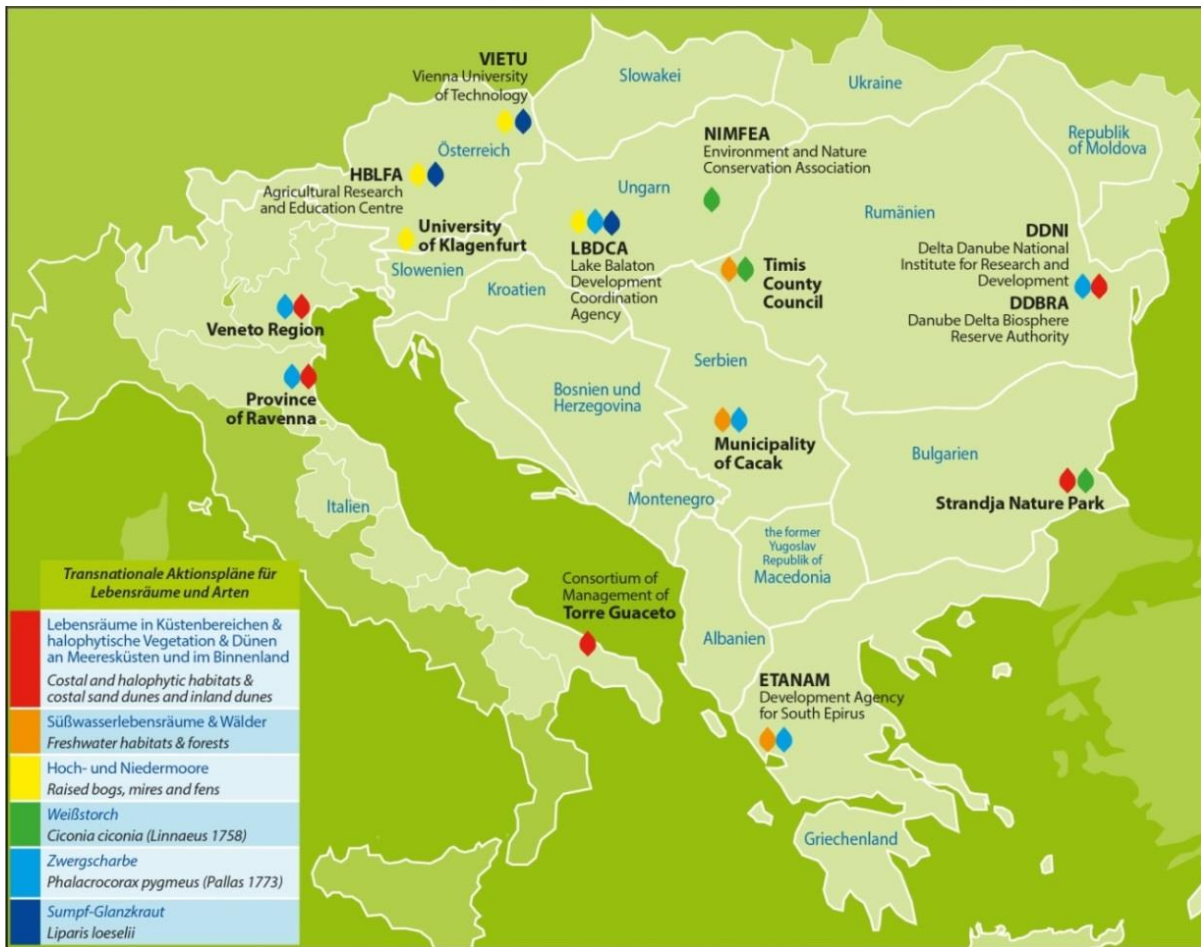 VIETU
Vienna University
of Technology
Slowakei
Ukraine
NIMFEA
Environment and Nature
Conservation Association
Republik
of Moldova
Österreich
HBLFA
Agricultural Research
and Education Centre
Ungarn
Rumänien
University
of Klagenfurt
LBDCA
Lake Balaton
Development
Coordination
Agency
DDNI
Delta Danube National
Institute for Research and
Development
DDBRA
Danube Delta Biosphere
Reserve Authority
Slowenien
Kroatien
Timis
County
Council
Veneto Region
Serbien
Bosnien und
Herzegovina
Province
of Ravenna
Municipality
of Cacak
Bulgarien
Strandja Nature Park
Italien
Montenegro
the former
Yugoslav
Republik of
Macedonia
Consortium of
Management of
Torre Guaceto
Albanien
ETANAM
Development Agency
for South Epirus
Griechenland
Transnationale Aktionspläne für
Lebensräume und Arten
Lebensräume in Küstenbereichen &
halophytische Vegetation & Dünen
an Meeresküsten und im Binnenland
Costal and halophytic habitats &
costal sand dunes and inland dunes
Süßwasserlebensräume & Wälder
Freshwater habitats & forests
Hoch- und Niedermoore
Raised bogs, mires and fens
Weißstorch
Ciconia ciconia (Linnaeus 1758)
Zwergscharbe
Phalacrocorax pygmeus (Pallas 1773)
Sumpf-Glanzkraut
Liparis loeselii